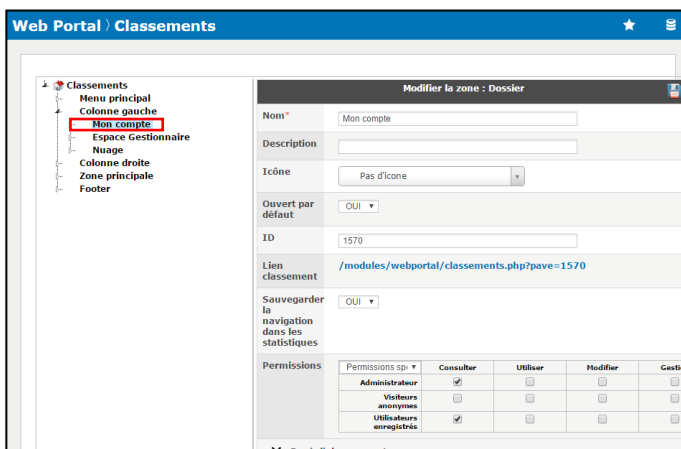 Web Portal > Classements
Classements
Menu principal
Colonne gauche
Mon compte
Espace Gestionnaire
Nuage
Colonne droite
Zone principale
Footer
Modifier la zone : Dossier
Nom*
Mon compte
Description
Icône
Pas d'icone
Ouvert par
défaut
OUI
ID
1570
Lien
classement
/modules/webportal/classements.php?pave=1570
Sauvegarder
la
navigation
dans les
statistiques
OUI
Permissions
Permissions spé
Consulter
Utiliser
Modifier
Gesti
Administrateur
Visiteurs
anonymes
Utilisateurs
enregistrés